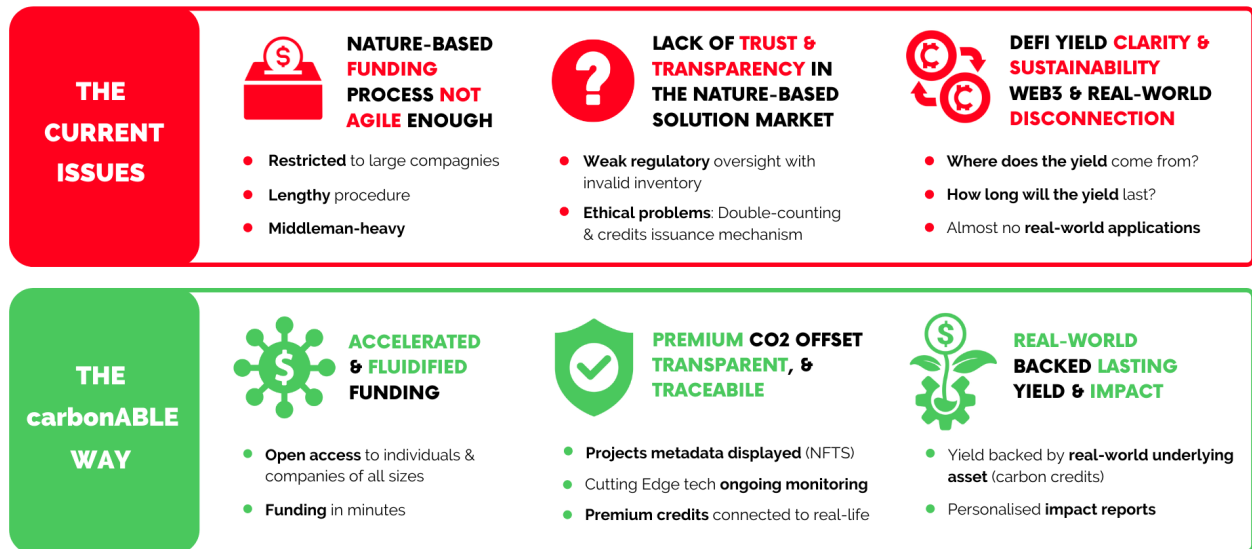 THE
CURRENT
ISSUES
$
NATURE-BASED
FUNDING
PROCESS NOT
AGILE ENOUGH
Restricted to large compagnies
Lengthy procedure
Middleman-heavy
?
LACK OF TRUST &
TRANSPARENCY IN
THE NATURE-BASED
SOLUTION MARKET
Weak regulatory oversight with
invalid inventory
Ethical problems: Double-counting
& credits issuance mechanism
DEFI YIELD CLARITY &
SUSTAINABILITY
WEB3 & REAL-WORLD
DISCONNECTION
Where does the yield come from?
How long will the yield last?
Almost no real-world applications
THE
carbonABLE
WAY
$
ACCELERATED
& FLUIDIFIED
FUNDING
Open access to individuals &
companies of all sizes
Funding in minutes
PREMIUM CO2 OFFSET
TRANSPARENT, &
TRACEABILE
Projects metadata displayed (NFTS)
Cutting Edge tech ongoing monitoring
Premium credits connected to real-life
$
REAL-WORLD
BACKED LASTING
YIELD & IMPACT
Yield backed by real-world underlying
asset (carbon credits)
Personalised impact reports